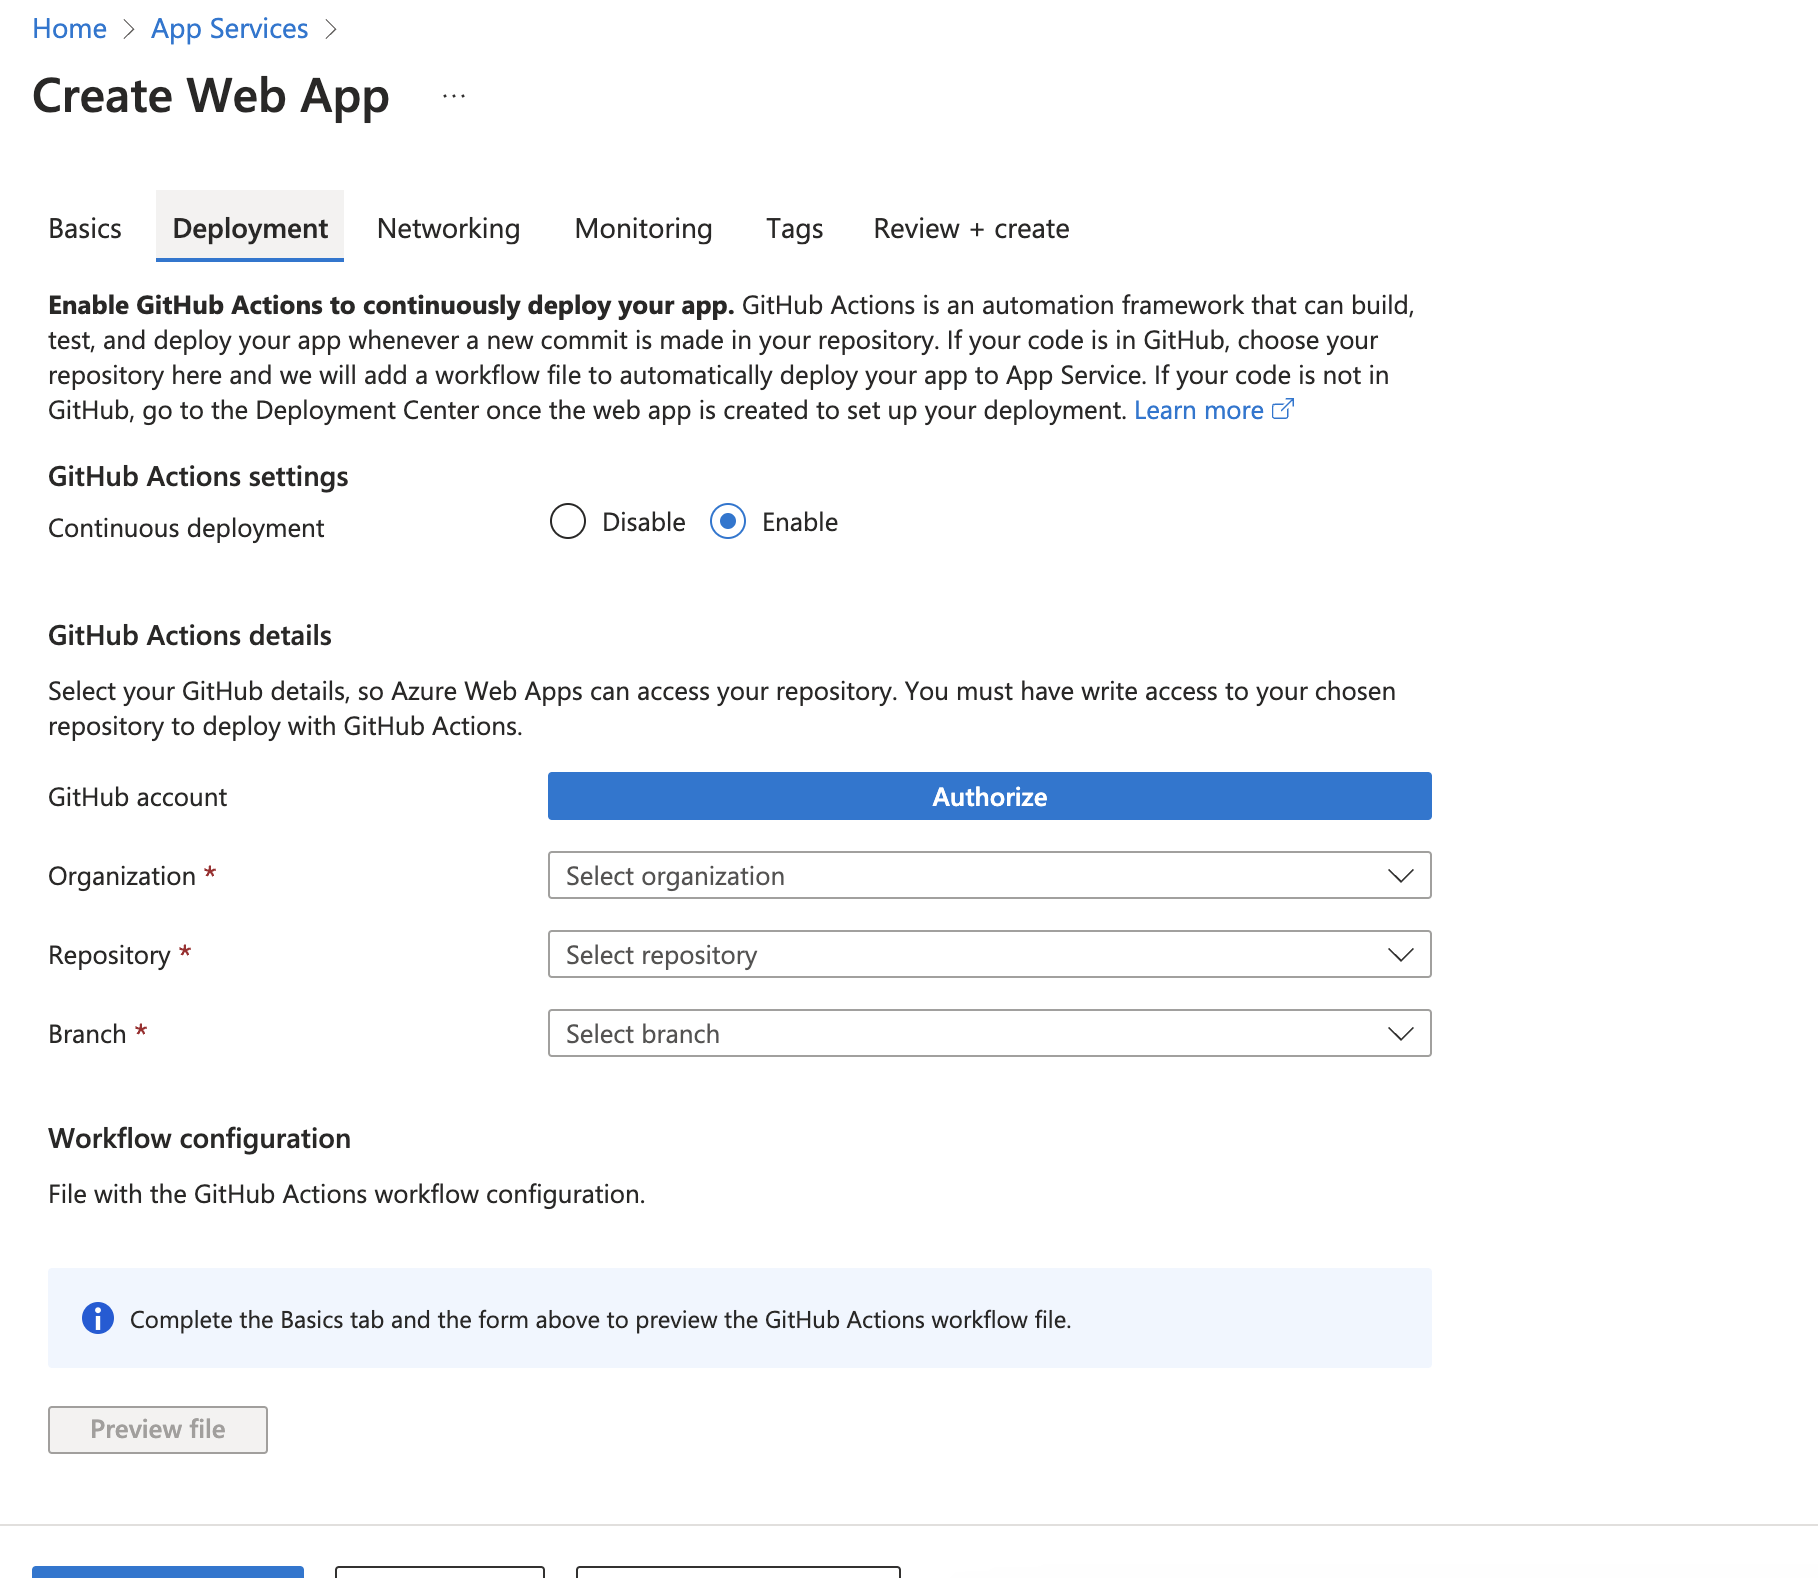 Home > App Services >
Create Web App ...
Basics Deployment Networking Monitoring Tags Review + create
Enable GitHub Actions to continuously deploy your app. GitHub Actions is an automation framework that can build,
test, and deploy your app whenever a new commit is made in your repository. If your code is in GitHub, choose your
repository here and we will add a workflow file to automatically deploy your app to App Service. If your code is not in
GitHub, go to the Deployment Center once the web app is created to set up your deployment. Learn more
GitHub Actions settings
Continuous deployment Disable Enable
GitHub Actions details
Select your GitHub details, so Azure Web Apps can access your repository. You must have write access to your chosen
repository to deploy with GitHub Actions.
GitHub account Authorize
Organization * Select organization
Repository * Select repository
Branch * Select branch
Workflow configuration
File with the GitHub Actions workflow configuration.
Complete the Basics tab and the form above to preview the GitHub Actions workflow file.
Preview file